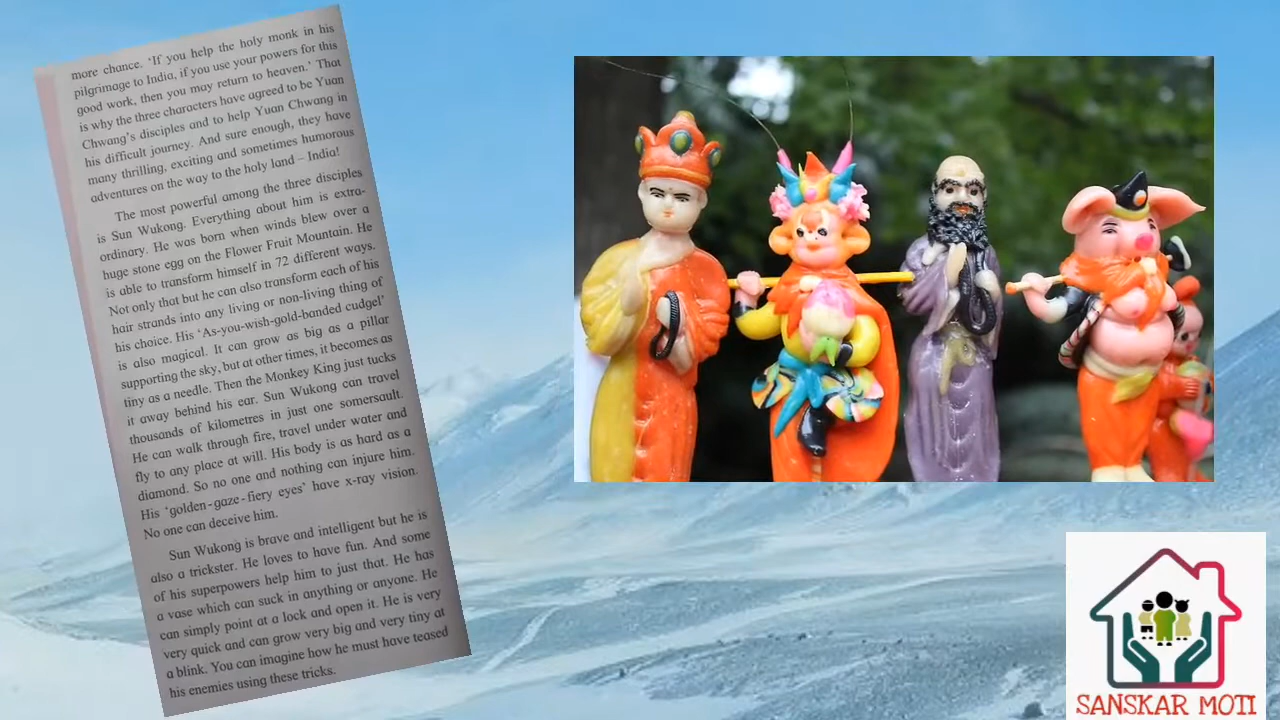 more chance. ‘If you help the holy monk in his
pilgrimage to India, if you use your powers for this
good work, then you may return to heaven.’ That
is why the three characters have agreed to be Yuan
Chwang’s disciples and to help Yuan Chwang in
his difficult journey. And sure enough, they have
many thrilling, exciting and sometimes humorous
adventures on the way to the holy land – India!
The most powerful among the three disciples
is Sun Wukong. Everything about him is extra-
ordinary. He was born when winds blew over a
huge stone egg on the Flower Fruit Mountain. He
is able to transform himself in 72 different ways.
Not only that but he can also transform each of his
hair strands into any living or non-living thing of
his choice. His ‘As-you-wish-gold-banded cudgel’
is also magical. It can grow as big as a pillar
supporting the sky, but at other times, it becomes as
tiny as a needle. Then the Monkey King just tucks
it away behind his ear. Sun Wukong can travel
thousands of kilometres in just one somersault.
He can walk through fire, travel under water and
fly to any place at will. His body is as hard as a
diamond. So no one and nothing can injure him.
His ‘golden-gaze-fiery eyes’ have x-ray vision.
No one can deceive him.
Sun Wukong is brave and intelligent but he is
also a trickster. He loves to have fun. And some
of his superpowers help him to just that. He has
a vase which can suck in anything or anyone. He
can simply point at a lock and open it. He is very
very quick and can grow very big and very tiny at
a blink. You can imagine how he must have teased
his enemies using these tricks.
SANSKAR MOTI